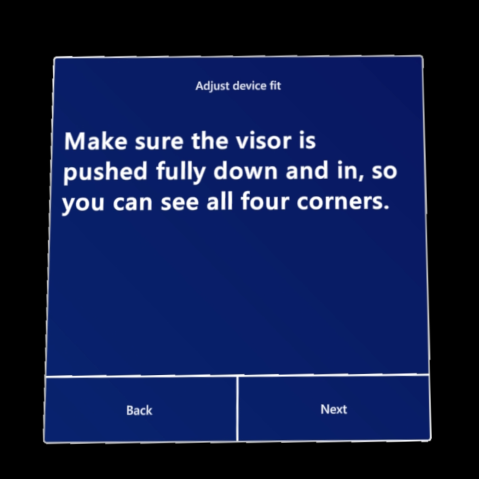 Adjust device fit
Make sure the visor is
pushed fully down and in, so
you can see all four corners.
Back
Next